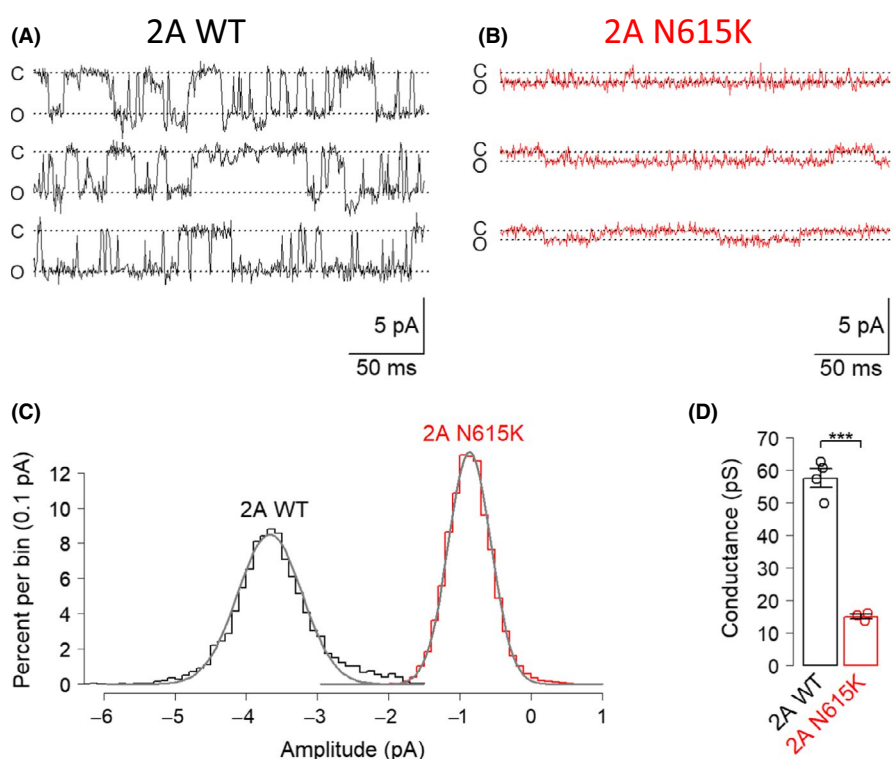 (A) 2A WT
C
O
C
O
C
O
5 pA
50 ms
(B) 2A N615K
C
O
C
O
C
O
5 pA
50 ms
(C)
2A N615K
2A WT
Percent per bin (0.1 pA)
12
10
8
6
4
2
0
–6 –5 –4 –3 –2 –1 0 1
Amplitude (pA)
(D)
***
Conductance (pS)
70
60
50
40
30
20
10
0
2A WT
2A N615K